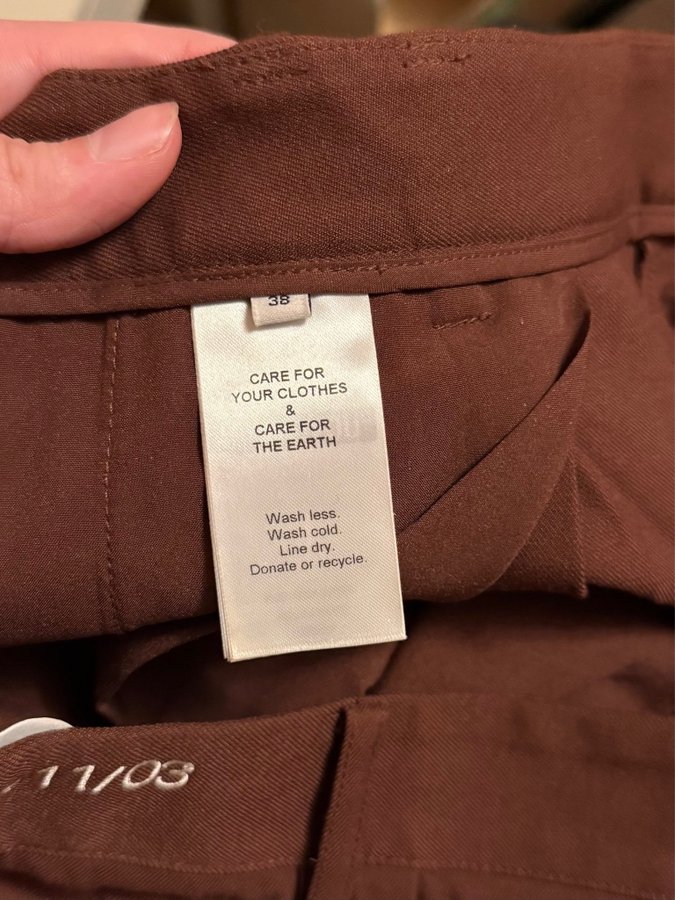 38
CARE FOR
YOUR CLOTHES
&
CARE FOR
THE EARTH
Wash less.
Wash cold.
Line dry.
Donate or recycle.
11/03